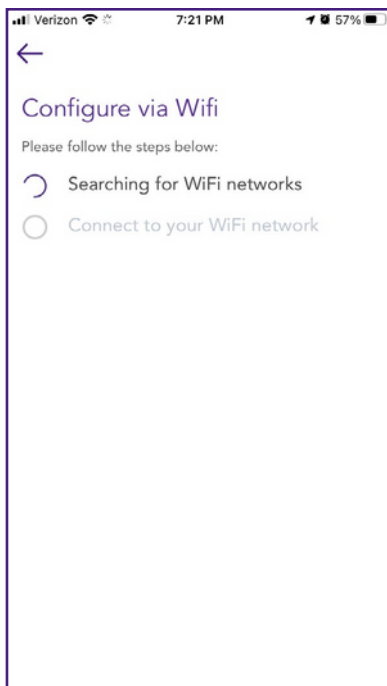 Verizon 7:21 PM 57%
Configure via Wifi
Please follow the steps below:
Searching for WiFi networks
Connect to your WiFi network